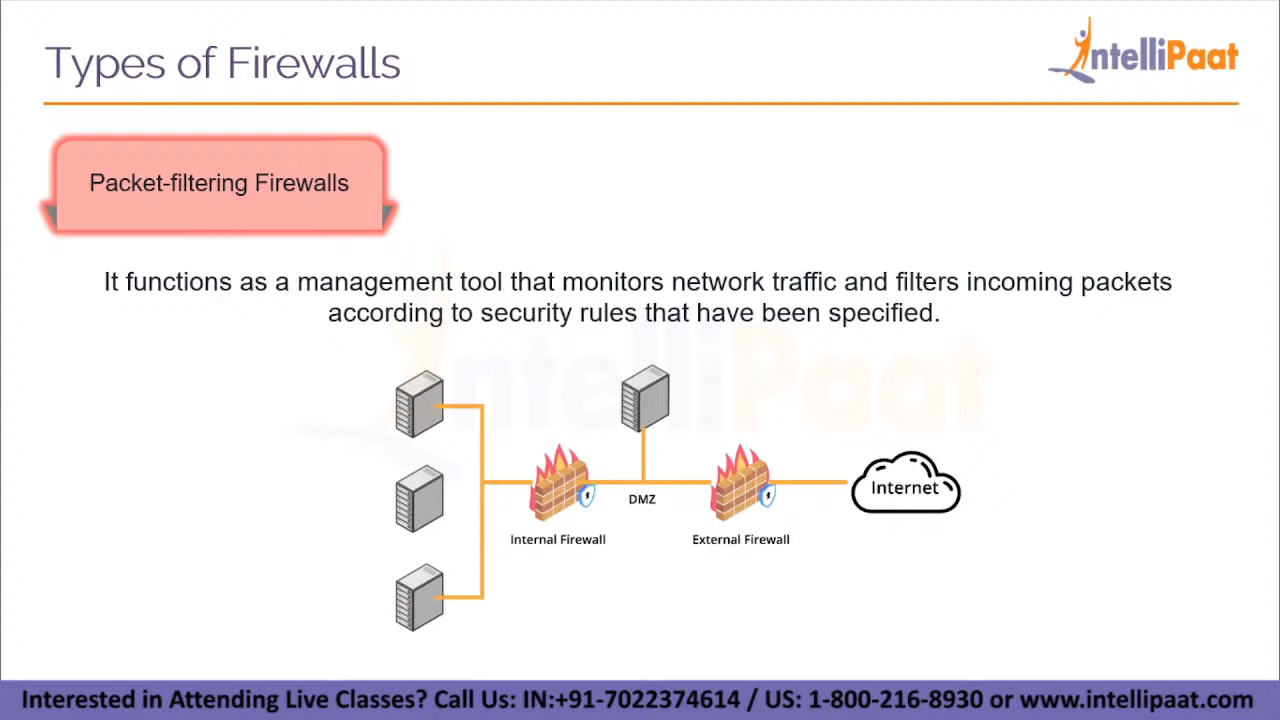 Types of Firewalls
IntelliPaat
Packet-filtering Firewalls
It functions as a management tool that monitors network traffic and filters incoming packets
according to security rules that have been specified.
IntelliPaat
DMZ
Internet
Internal Firewall
External Firewall
Interested in Attending Live Classes? Call Us: IN:+91-7022374614 / US: 1-800-216-8930 or www.intellipaat.com